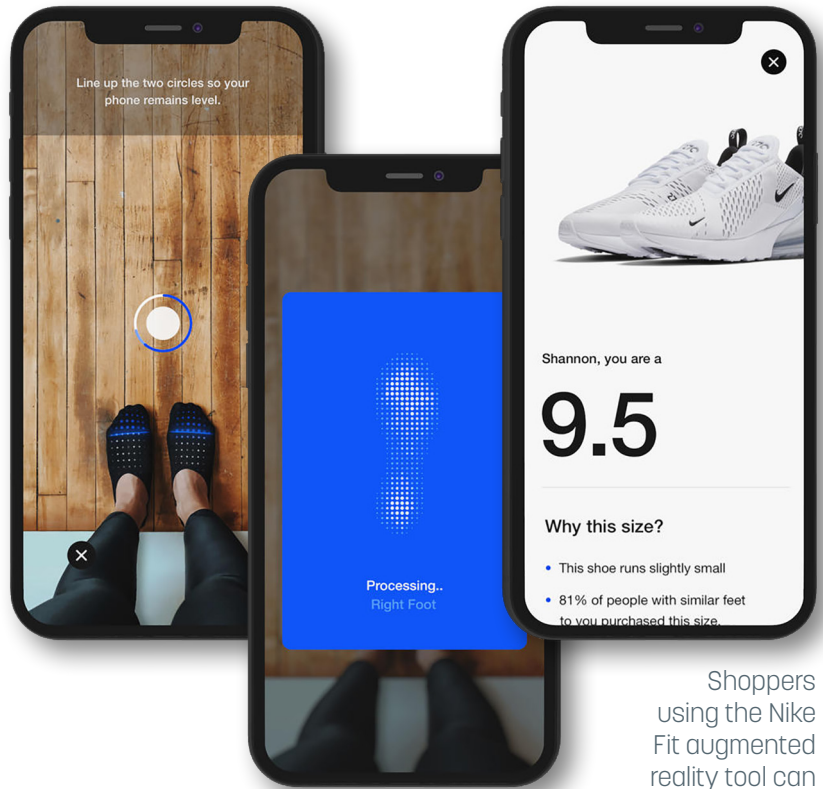 Line up the two circles so your
phone remains level.
Processing..
Right Foot
Shannon, you are a
9.5
Why this size?
• This shoe runs slightly small
• 81% of people with similar feet
to you purchased this size.
Shoppers
using the Nike
Fit augmented
reality tool can